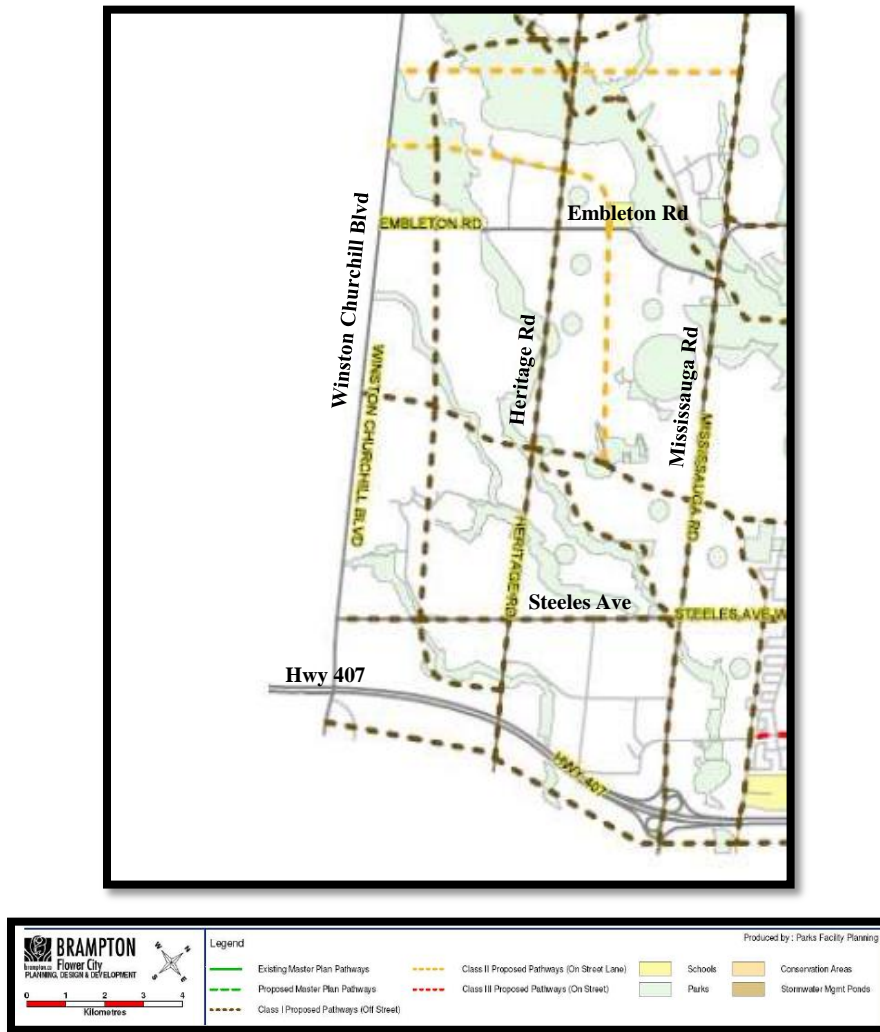 Embleton Rd
EMBLETON RD
Winston Churchill Blvd
Heritage Rd
Mississauga Rd
WINSTON CHURCHILL BLVD
MISSISSAUGA RD
HERITAGE RD
Steeles Ave
STEELES AVE W
Hwy 407
HWY 407
BRAMPTON
brampton.ca Flower City
PLANNING, DESIGN & DEVELOPMENT
N
E
S
W
0 1 2 3 4
Kilometres
Legend
Produced by : Parks Facility Planning
Existing Master Plan Pathways
Proposed Master Plan Pathways
Class I Proposed Pathways (Off Street)
Class II Proposed Pathways (On Street Lane)
Class III Proposed Pathways (On Street)
Schools
Parks
Conservation Areas
Stormwater Mgmt Ponds